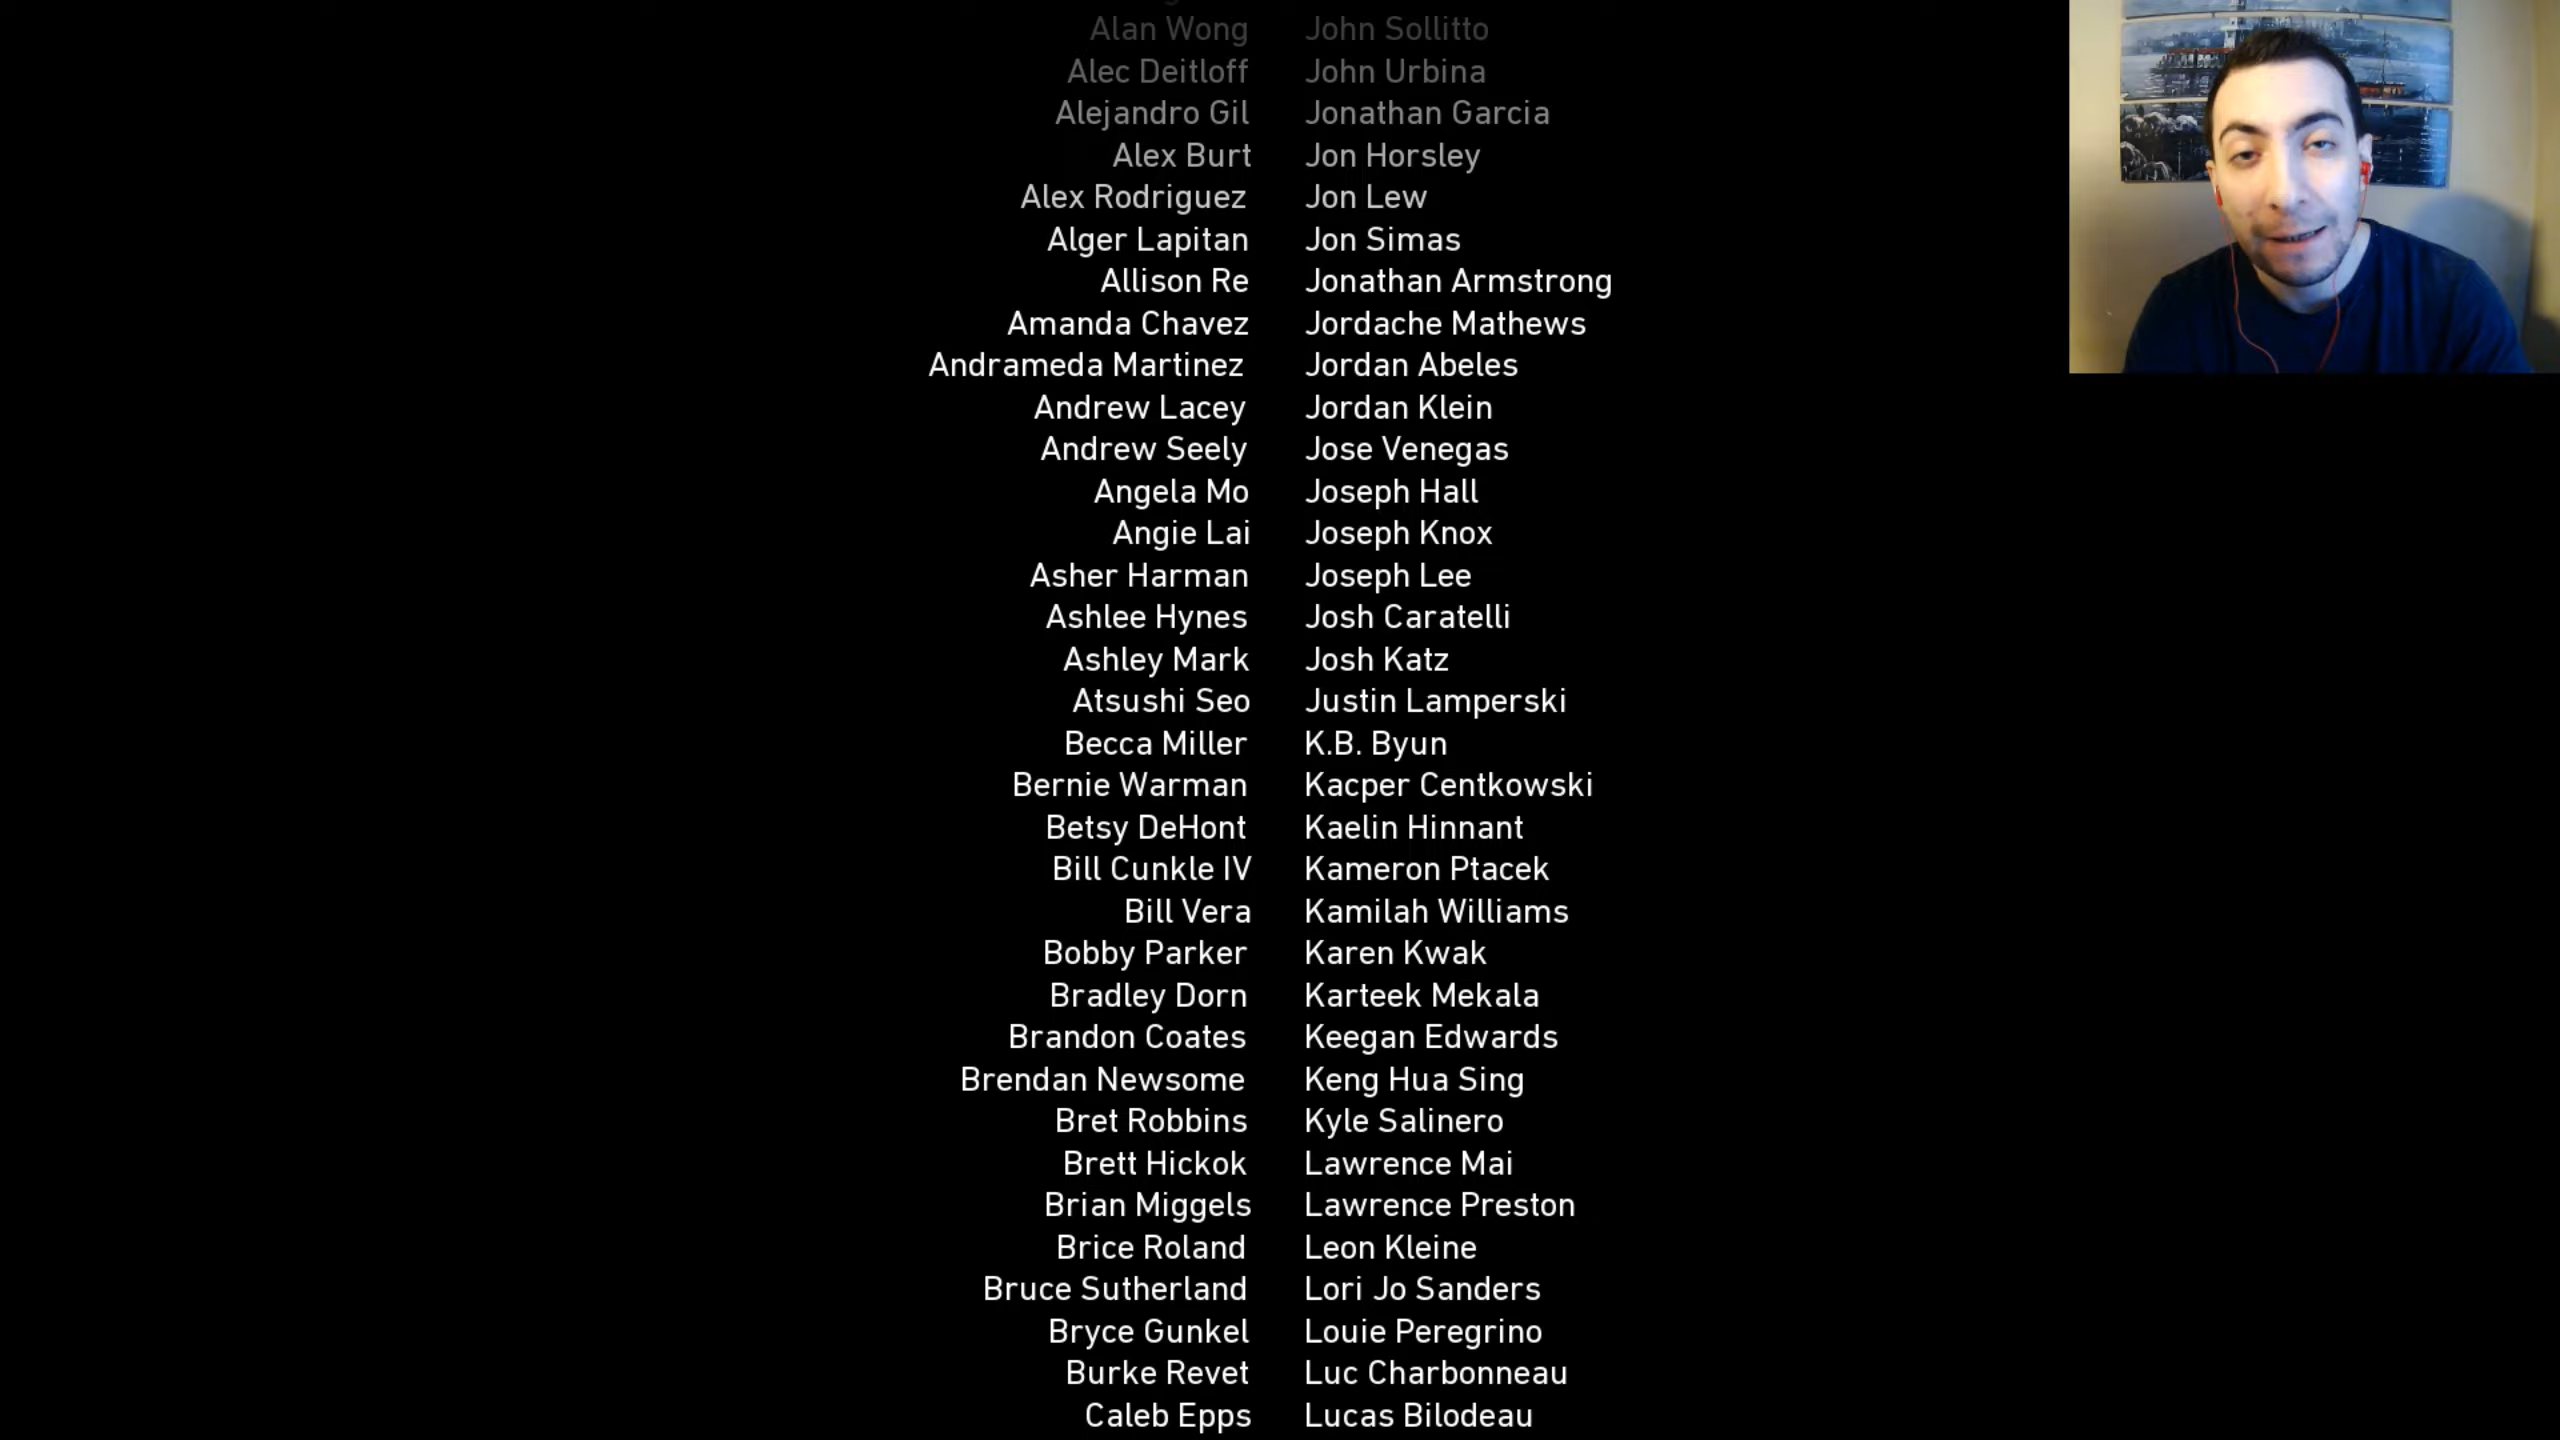 Alan Wong John Sollitto
Alec Deitloff John Urbina
Alejandro Gil Jonathan Garcia
Alex Burt Jon Horsley
Alex Rodriguez Jon Lew
Alger Lapitan Jon Simas
Allison Re Jonathan Armstrong
Amanda Chavez Jordache Mathews
Andrameda Martinez Jordan Abeles
Andrew Lacey Jordan Klein
Andrew Seely Jose Venegas
Angela Mo Joseph Hall
Angie Lai Joseph Knox
Asher Harman Joseph Lee
Ashlee Hynes Josh Caratelli
Ashley Mark Josh Katz
Atsushi Seo Justin Lamperski
Becca Miller K.B. Byun
Bernie Warman Kacper Centkowski
Betsy DeHont Kaelin Hinnant
Bill Cunkle IV Kameron Ptacek
Bill Vera Kamilah Williams
Bobby Parker Karen Kwak
Bradley Dorn Karteek Mekala
Brandon Coates Keegan Edwards
Brendan Newsome Keng Hua Sing
Bret Robbins Kyle Salinero
Brett Hickok Lawrence Mai
Brian Miggels Lawrence Preston
Brice Roland Leon Kleine
Bruce Sutherland Lori Jo Sanders
Bryce Gunkel Louie Peregrino
Burke Revet Luc Charbonneau
Caleb Epps Lucas Bilodeau